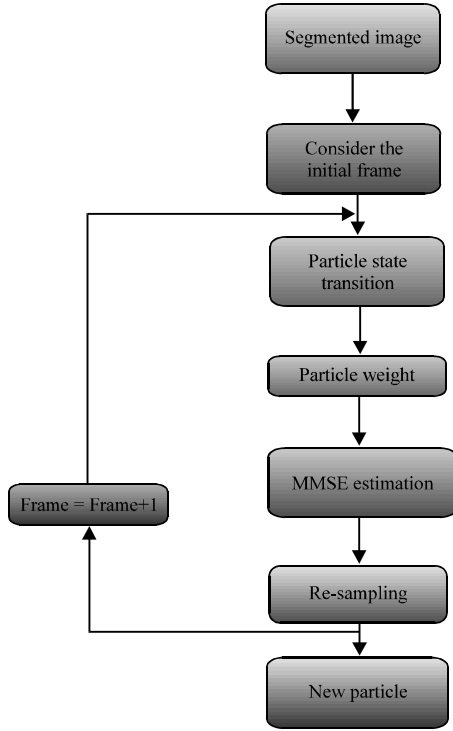 Segmented image
Consider the
initial frame
Particle state
transition
Particle weight
MMSE estimation
Frame = Frame+1
Re-sampling
New particle